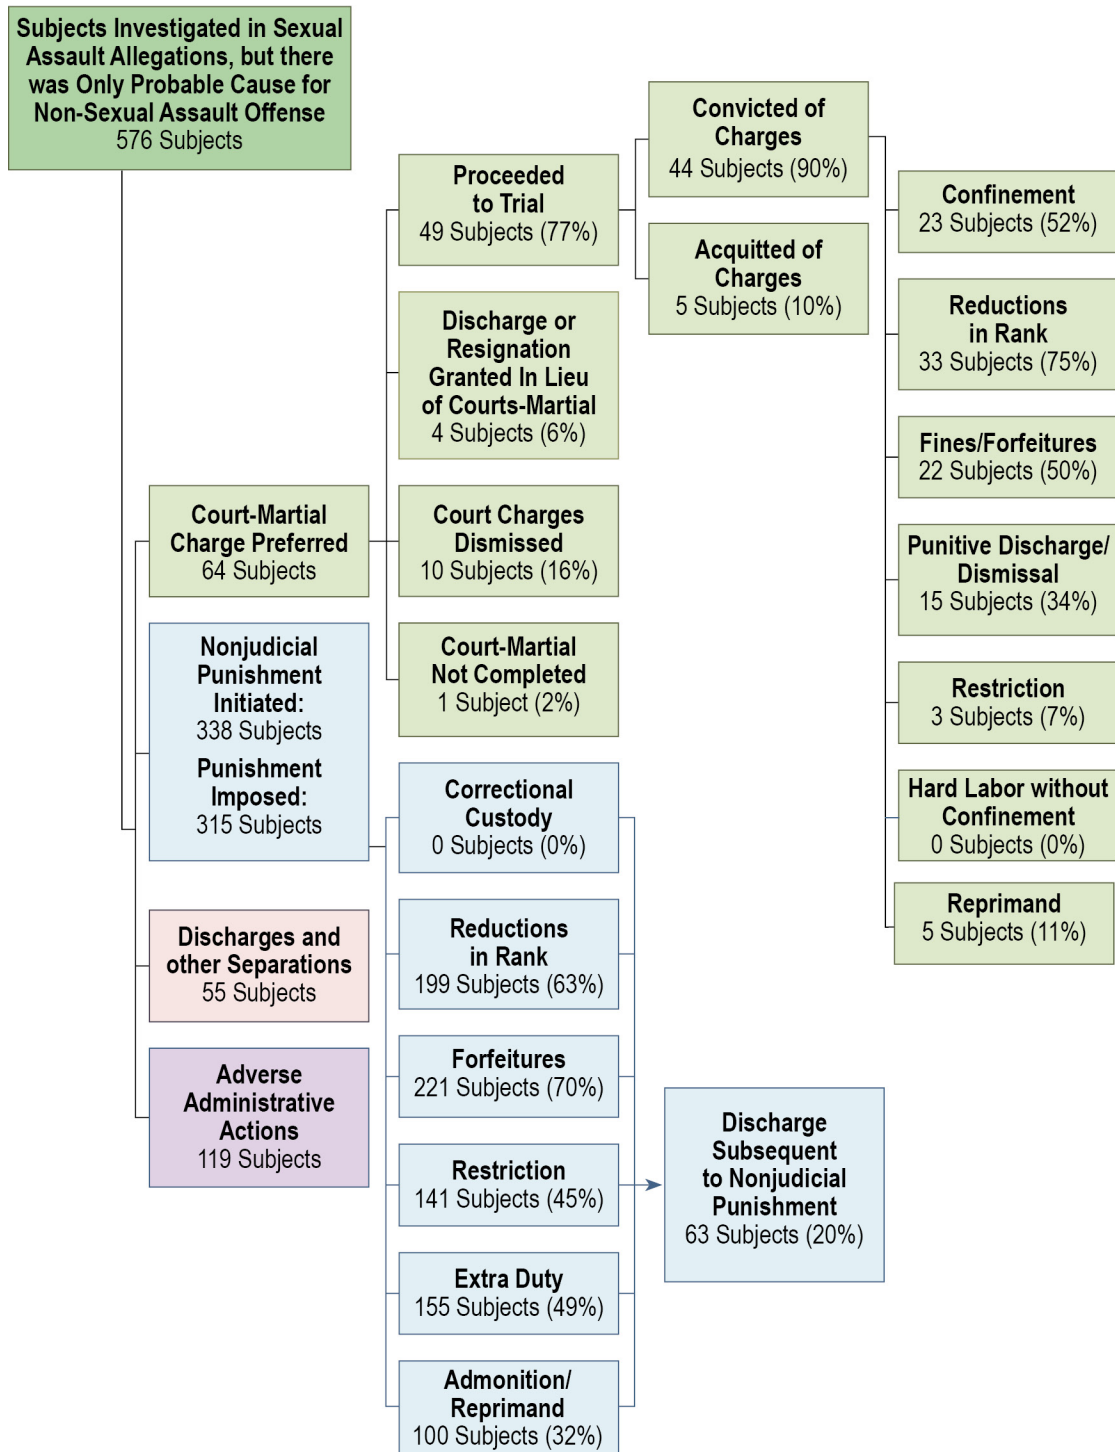 Subjects Investigated in Sexual
Assault Allegations, but there
was Only Probable Cause for
Non-Sexual Assault Offense
576 Subjects
Court-Martial
Charge Preferred
64 Subjects
Nonjudicial
Punishment
Initiated:
338 Subjects
Punishment
Imposed:
315 Subjects
Discharges and
other Separations
55 Subjects
Adverse
Administrative
Actions
119 Subjects
Proceeded
to Trial
49 Subjects (77%)
Discharge or
Resignation
Granted In Lieu
of Courts-Martial
4 Subjects (6%)
Court Charges
Dismissed
10 Subjects (16%)
Court-Martial
Not Completed
1 Subject (2%)
Correctional
Custody
0 Subjects (0%)
Reductions
in Rank
199 Subjects (63%)
Forfeitures
221 Subjects (70%)
Restriction
141 Subjects (45%)
Extra Duty
155 Subjects (49%)
Admonition/
Reprimand
100 Subjects (32%)
Convicted of
Charges
44 Subjects (90%)
Acquitted of
Charges
5 Subjects (10%)
Discharge
Subsequent
to Nonjudicial
Punishment
63 Subjects (20%)
Confinement
23 Subjects (52%)
Reductions
in Rank
33 Subjects (75%)
Fines/Forfeitures
22 Subjects (50%)
Punitive Discharge/
Dismissal
15 Subjects (34%)
Restriction
3 Subjects (7%)
Hard Labor without
Confinement
0 Subjects (0%)
Reprimand
5 Subjects (11%)